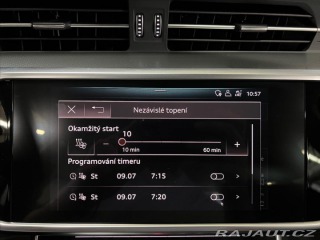 10:57
Nezávislé topení
Okamžitý start
10
− +
10 min 60 min
Programování timeru
St 09.07 7:15 >
St 09.07 7:20 >
RAJAUT.CZ